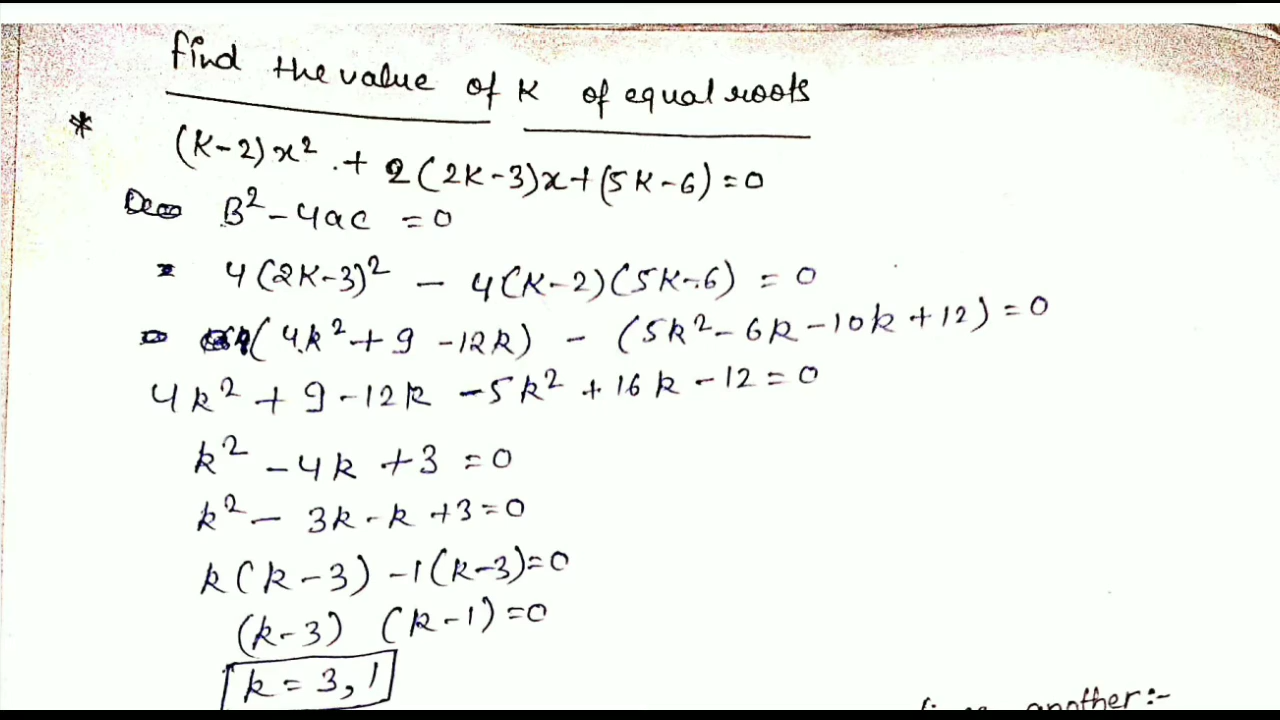 find the value of K of equal roots
* (K-2)x² + 2(2K-3)x+(5K-6)=0
B²-4ac =0
4(2K-3)² - 4(K-2)(5K-6) = 0
(4k²+9-12k) - (5k²-6k-10k+12)=0
4k²+9-12k-5k²+16k-12=0
k²-4k+3=0
k²-3k-k+3=0
k(k-3)-1(k-3)=0
(k-3) (k-1)=0
k=3,1
another:-